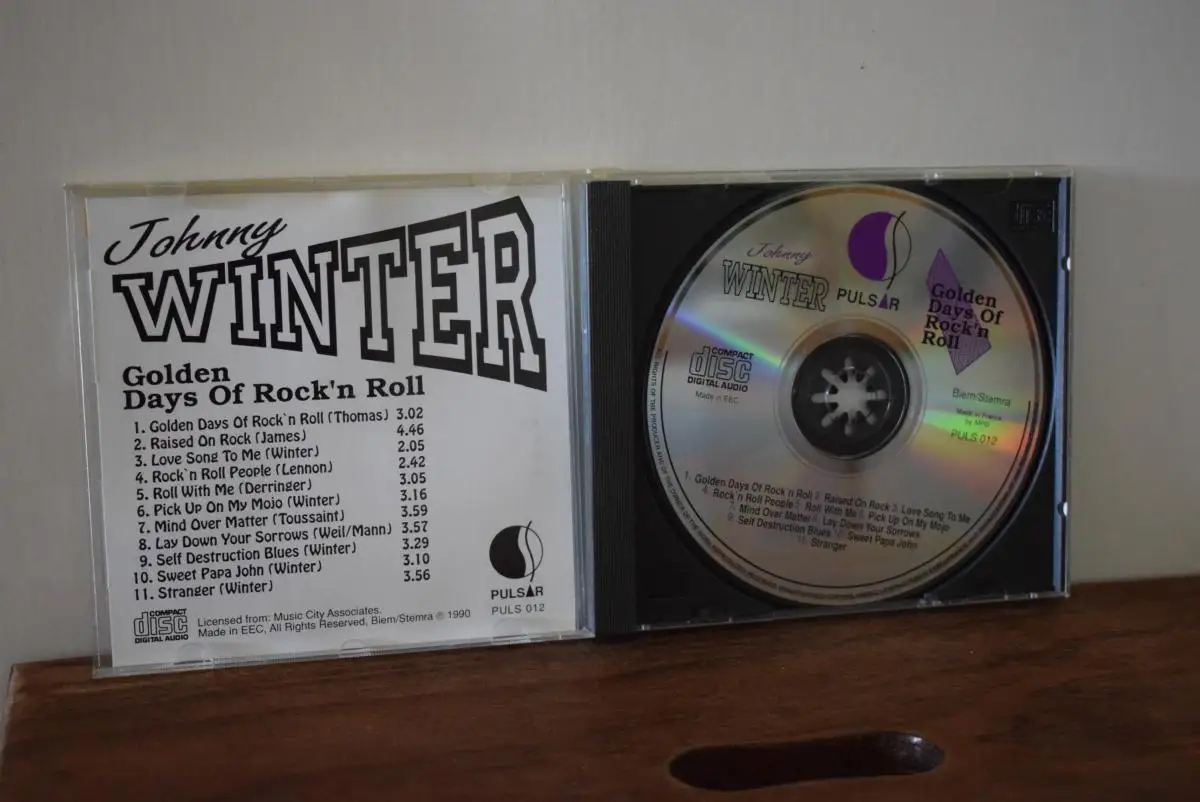 Johnny
WINTER
Golden
Days Of Rock'n Roll
1. Golden Days Of Rock`n Roll (Thomas) 3.02
2. Raised On Rock (James) 4.46
3. Love Song To Me (Winter) 2.05
4. Rock`n Roll People (Lennon) 2.42
5. Roll With Me (Derringer) 3.05
6. Pick Up On My Mojo (Winter) 3.16
7. Mind Over Matter (Toussaint) 3.59
8. Lay Down Your Sorrows (Weil/Mann) 3.57
9. Self Destruction Blues (Winter) 3.29
10. Sweet Papa John (Winter) 3.10
11. Stranger (Winter) 3.56
PULSAR
PULS 012
COMPACT
disc
DIGITAL AUDIO
Licensed from: Music City Associates.
Made in EEC, All Rights Reserved, Biem/Stemra ℗ 1990
Johnny
WINTER
PULSAR
Golden
Days Of
Rock'n
Roll
COMPACT
disc
DIGITAL AUDIO
Made in EEC
Biem/Stemra
Made in France
by
PULS 012
1. Golden Days Of Rock`n Roll 2. Raisend On Rock 3. Love Song To Me
4. Rock`n Roll People 5. Roll With Me 6. Pick Up On My Mojo
7. Mind Over Matter 8. Lay Down Your Sorrows
9. Self Destruction Blues 10. Sweet Papa John
11. Stranger